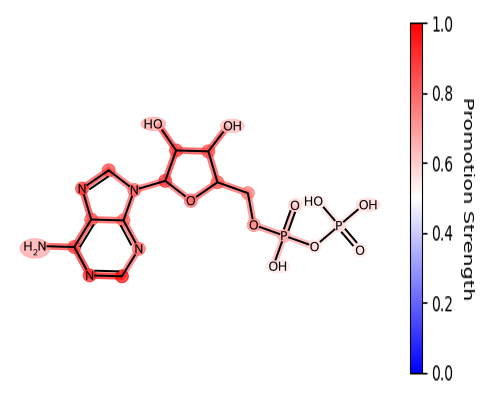 1.0
0.8
0.6
0.4
0.2
0.0
Promotion Strength
HO
OH
N
N
O
H₂N
N
N
O
O
P
OH
O
HO
P
OH
O